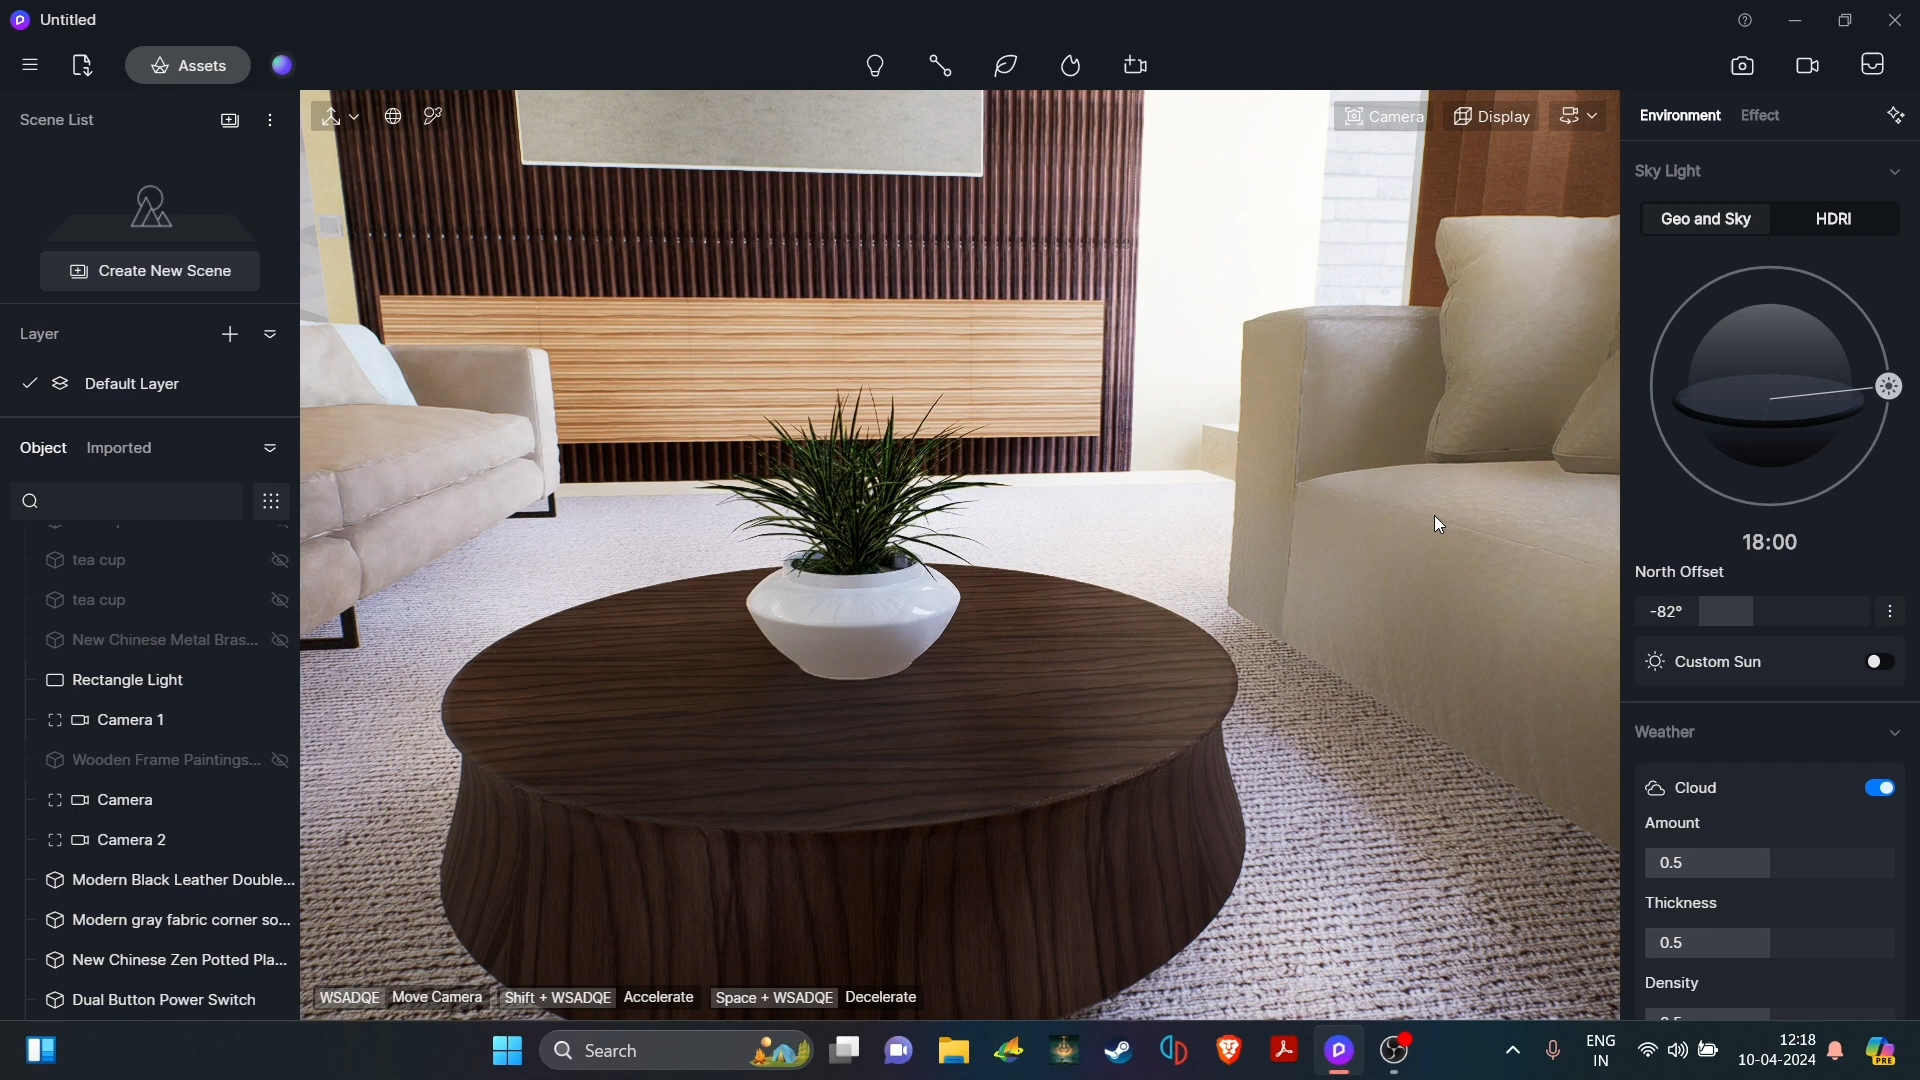 Untitled
Assets
Scene List
Create New Scene
Layer
Default Layer
Object Imported
tea cup
tea cup
New Chinese Metal Bras...
Rectangle Light
Camera 1
Wooden Frame Paintings...
Camera
Camera 2
Modern Black Leather Double...
Modern gray fabric corner so...
New Chinese Zen Potted Pla...
Dual Button Power Switch
Camera Display
WSADQE Move Camera Shift + WSADQE Accelerate Space + WSADQE Decelerate
Environment Effect
Sky Light
Geo and Sky HDRI
18:00
North Offset
-82°
Custom Sun
Weather
Cloud
Amount
0.5
Thickness
0.5
Density
Search
ENG
IN
12:18
10-04-2024
PRE